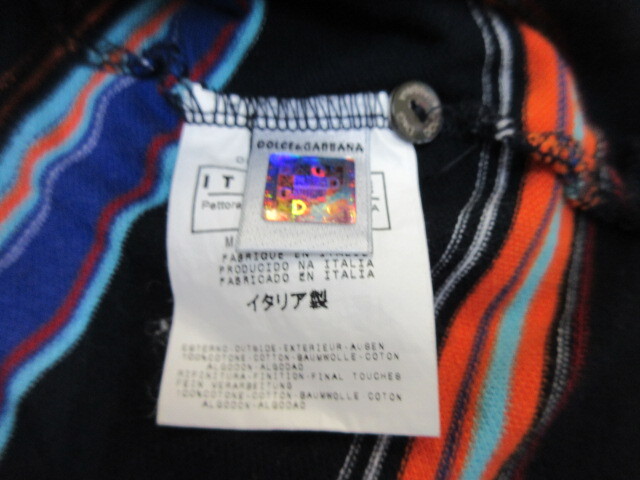 DOLCE&GABBANA
IT
Pettore
FABRIQUE EN ITALIE
PRODUCIDO NA ITALIA
FABRICADO EN ITALIA
イタリア製
ESTERNO-OUTSIDE-EXTERIEUR-AUSEN
100%COTONE-COTTON-BAUMWOLLE-COTON
ALGODON-ALGODAO
RIFINITURA-FINITION-FINAL TOUCHES
FEIN VERARBEITUNG
100%COTONE-COTTON-BAUMWOLLE COTON
ALGODON-ALGODAO